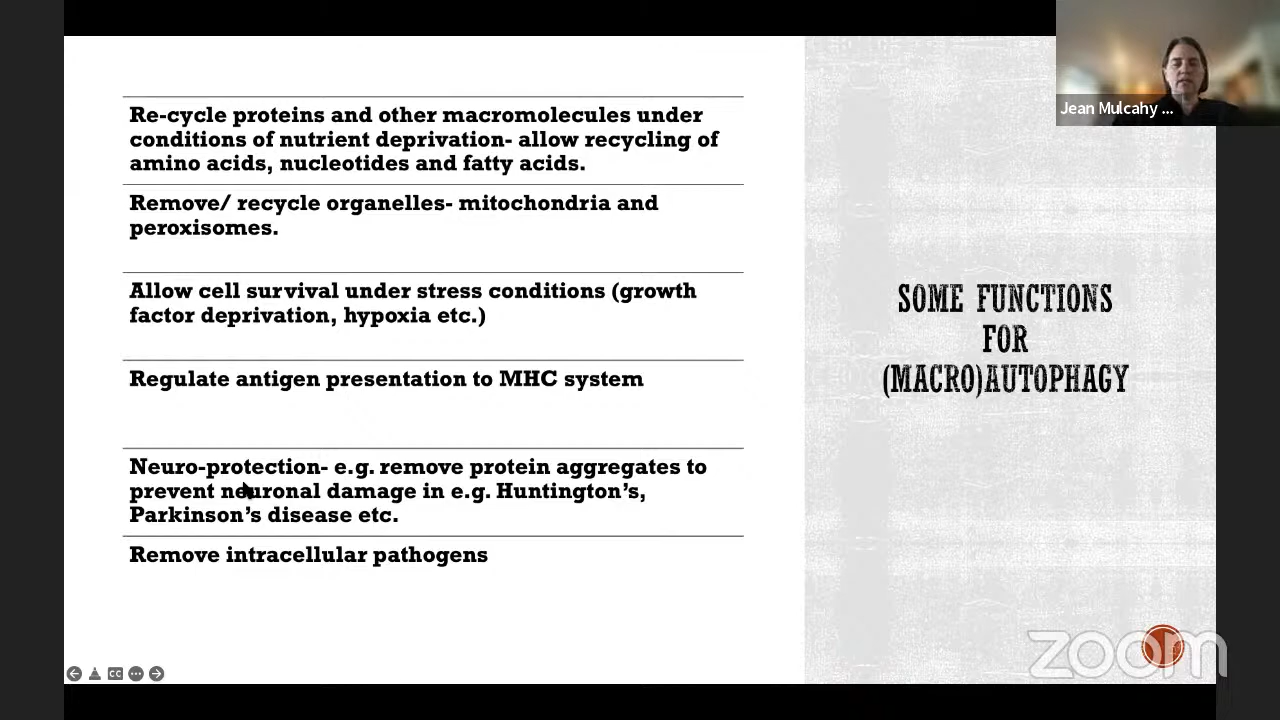 Re-cycle proteins and other macromolecules under
conditions of nutrient deprivation- allow recycling of
amino acids, nucleotides and fatty acids.
Remove/ recycle organelles- mitochondria and
peroxisomes.
Allow cell survival under stress conditions (growth
factor deprivation, hypoxia etc.)
Regulate antigen presentation to MHC system
Neuro-protection- e.g. remove protein aggregates to
prevent neuronal damage in e.g. Huntington’s,
Parkinson’s disease etc.
Remove intracellular pathogens
SOME FUNCTIONS
FOR
(MACRO)AUTOPHAGY
Jean Mulcahy ...
CC
zoom